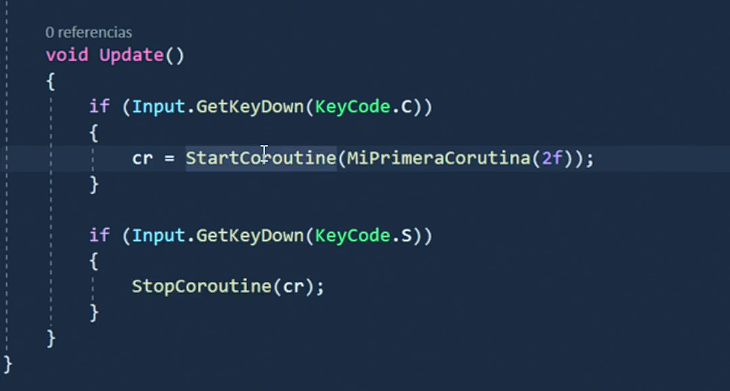 0 referencias
void Update()
{
if (Input.GetKeyDown(KeyCode.C))
{
cr = StartCoroutine(MiPrimeraCorutina(2f));
}
if (Input.GetKeyDown(KeyCode.S))
{
StopCoroutine(cr);
}
}
}